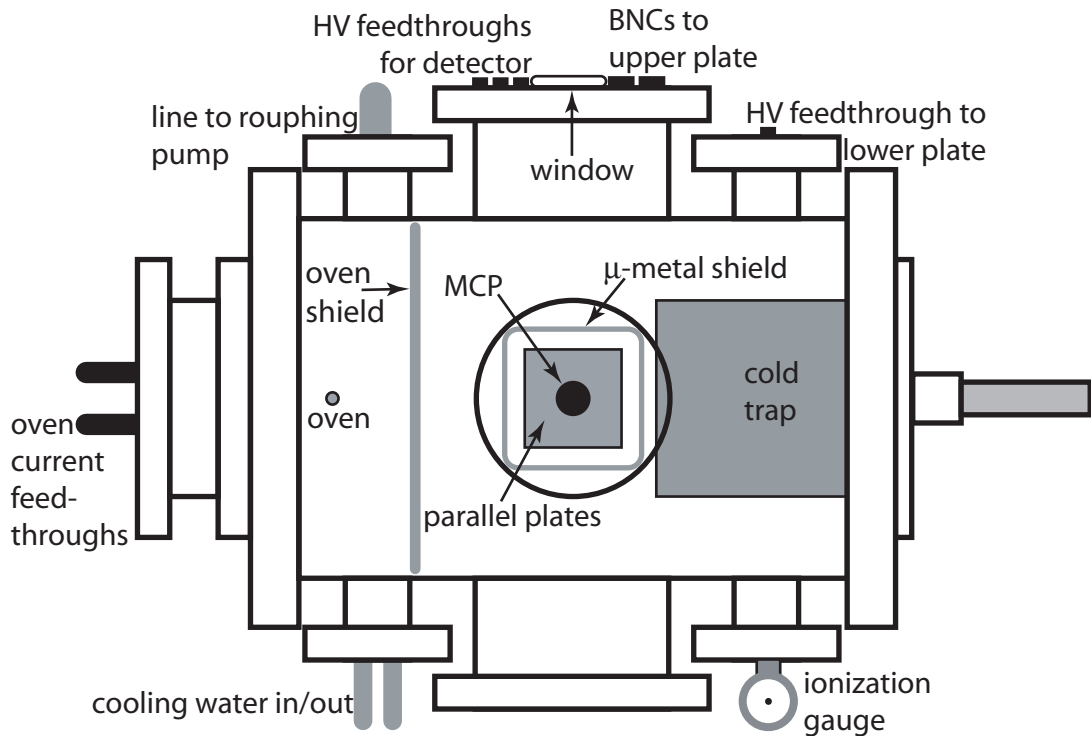 HV feedthroughs
for detector
BNCs to
upper plate
line to rouphing
pump
HV feedthrough to
lower plate
window
oven
shield
MCP
μ-metal shield
cold
trap
oven
oven
current
feed-
throughs
parallel plates
cooling water in/out
ionization
gauge